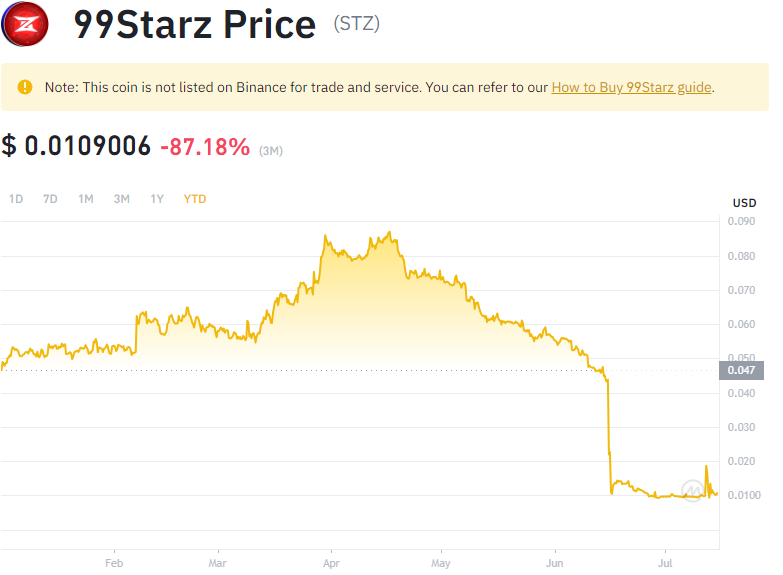 99Starz Price (STZ)
Note: This coin is not listed on Binance for trade and service. You can refer to our How to Buy 99Starz guide.
$ 0.0109006 -87.18% (3M)
1D 7D 1M 3M 1Y YTD
USD
0.090
0.080
0.070
0.060
0.050
0.047
0.040
0.030
0.020
0.0100
Feb Mar Apr May Jun Jul